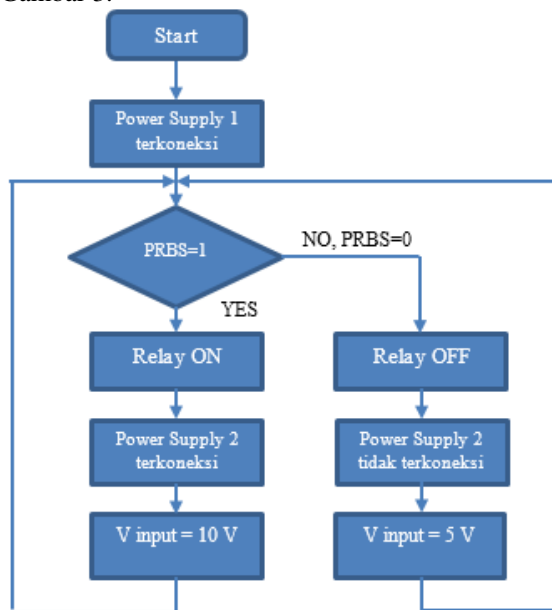 Start
Power Supply 1
terkoneksi
PRBS=1
NO, PRBS=0
YES
Relay ON
Relay OFF
Power Supply 2
terkoneksi
Power Supply 2
tidak terkoneksi
V input = 10 V
V input = 5 V